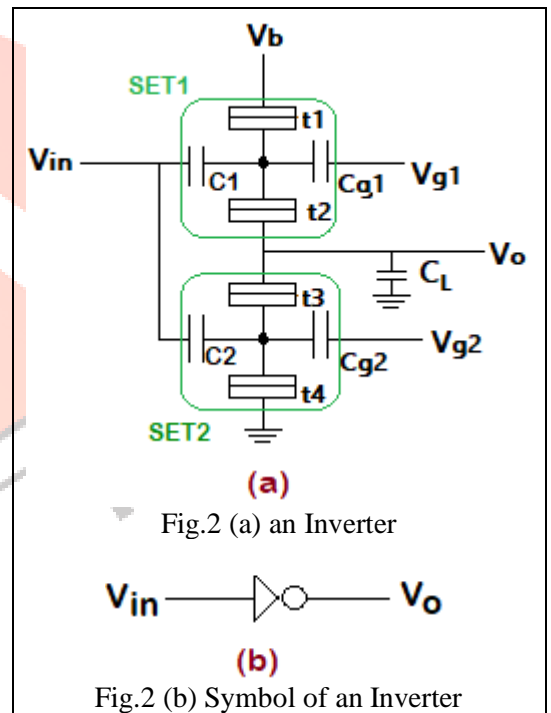 Vb
SET1
t1
Vin
C1
Cg1
Vg1
t2
Vo
CL
t3
C2
Cg2
Vg2
t4
SET2
(a)
Fig.2 (a) an Inverter
Vin
Vo
(b)
Fig.2 (b) Symbol of an Inverter